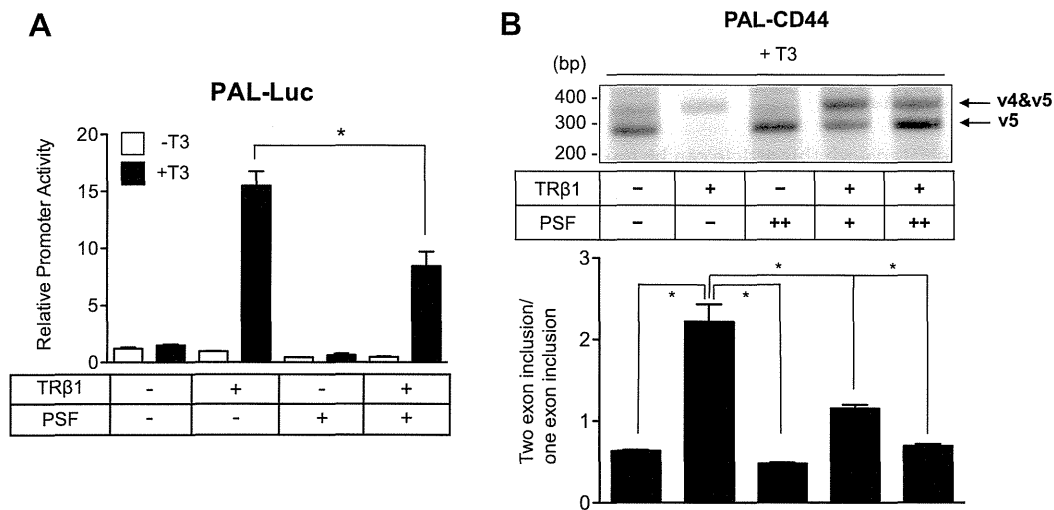 A
PAL-Luc
Relative Promoter Activity
20
15
10
5
0
-T3
+T3
*
TRβ1 - + - +
PSF - - + +
B
PAL-CD44
+ T3
(bp)
400 -
300 -
200 -
v4&v5
v5
TRβ1 − + − + +
PSF − − ++ + ++
Two exon inclusion/
one exon inclusion
3
2
1
0
* * * *